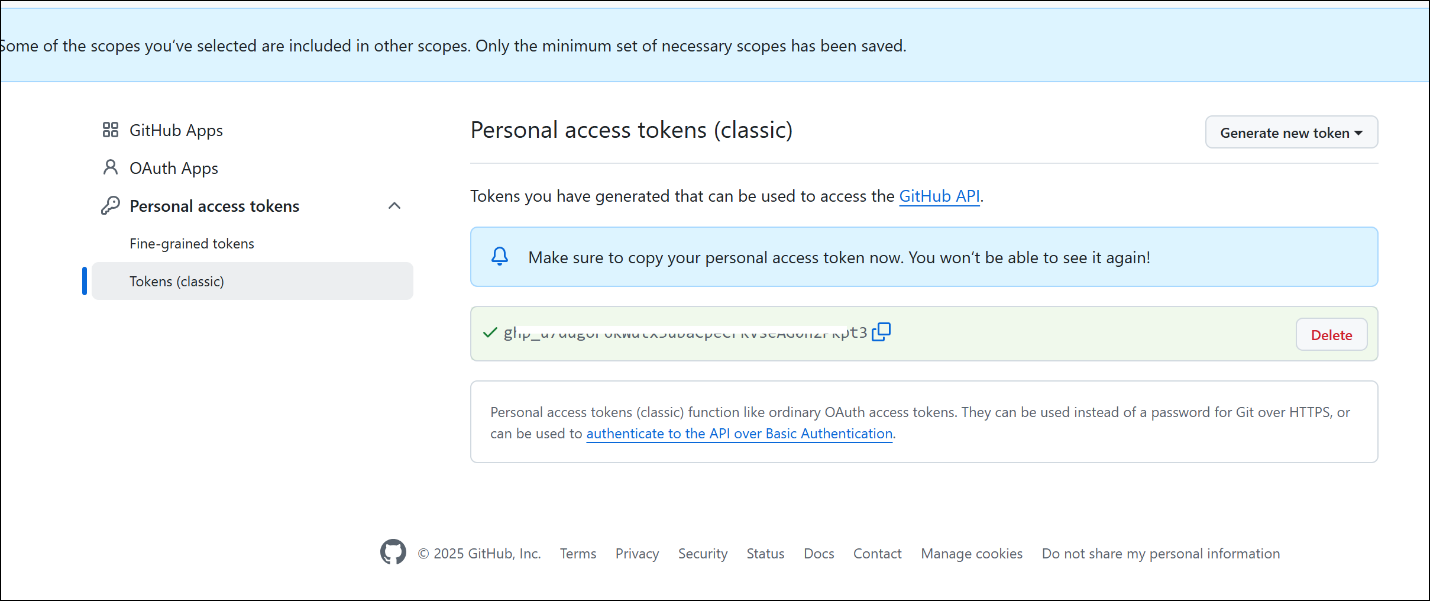 Some of the scopes you've selected are included in other scopes. Only the minimum set of necessary scopes has been saved.
GitHub Apps
OAuth Apps
Personal access tokens
Fine-grained tokens
Tokens (classic)
Personal access tokens (classic)
Generate new token
Tokens you have generated that can be used to access the GitHub API.
Make sure to copy your personal access token now. You won't be able to see it again!
Delete
Personal access tokens (classic) function like ordinary OAuth access tokens. They can be used instead of a password for Git over HTTPS, or
can be used to authenticate to the API over Basic Authentication.
© 2025 GitHub, Inc. Terms Privacy Security Status Docs Contact Manage cookies Do not share my personal information